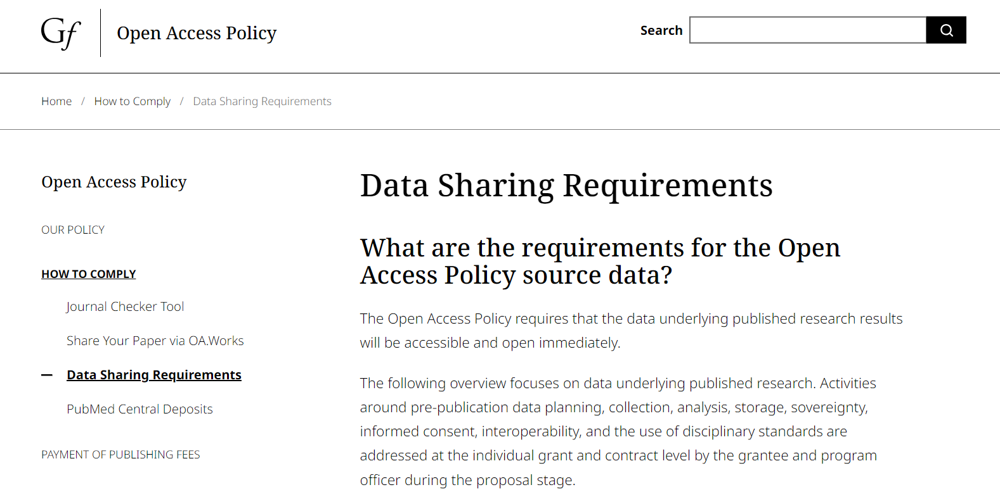 Gf
Open Access Policy
Search
Home / How to Comply / Data Sharing Requirements
Open Access Policy
OUR POLICY
HOW TO COMPLY
Journal Checker Tool
Share Your Paper via OA.Works
Data Sharing Requirements
PubMed Central Deposits
PAYMENT OF PUBLISHING FEES
Data Sharing Requirements
What are the requirements for the Open
Access Policy source data?
The Open Access Policy requires that the data underlying published research results
will be accessible and open immediately.
The following overview focuses on data underlying published research. Activities
around pre-publication data planning, collection, analysis, storage, sovereignty,
informed consent, interoperability, and the use of disciplinary standards are
addressed at the individual grant and contract level by the grantee and program
officer during the proposal stage.